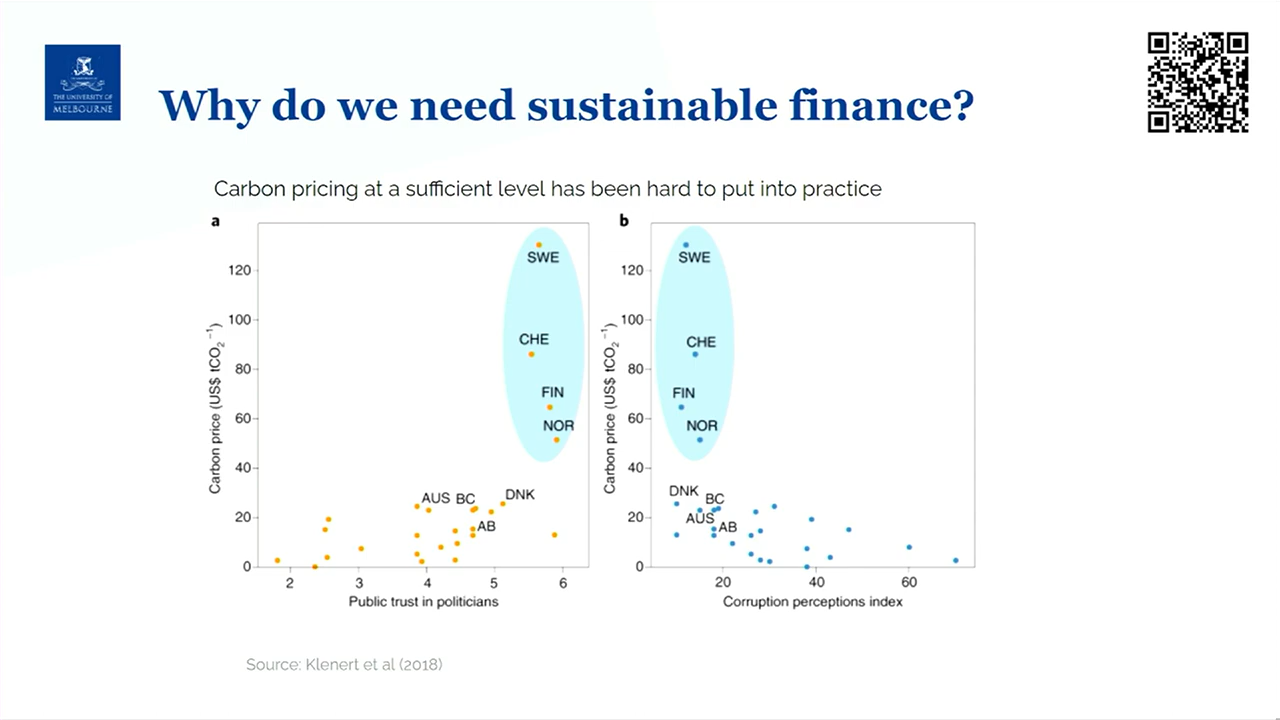 THE UNIVERSITY OF
MELBOURNE
Why do we need sustainable finance?
Carbon pricing at a sufficient level has been hard to put into practice
a
Carbon price (US$ tCO₂⁻¹)
120
100
80
60
40
20
0
SWE
CHE
FIN
NOR
AUS BC DNK
AB
2 3 4 5 6
Public trust in politicians
b
Carbon price (US$ tCO₂⁻¹)
120
100
80
60
40
20
0
SWE
CHE
FIN
NOR
DNK
BC
AUS
AB
20 40 60
Corruption perceptions index
Source: Klenert et al (2018)